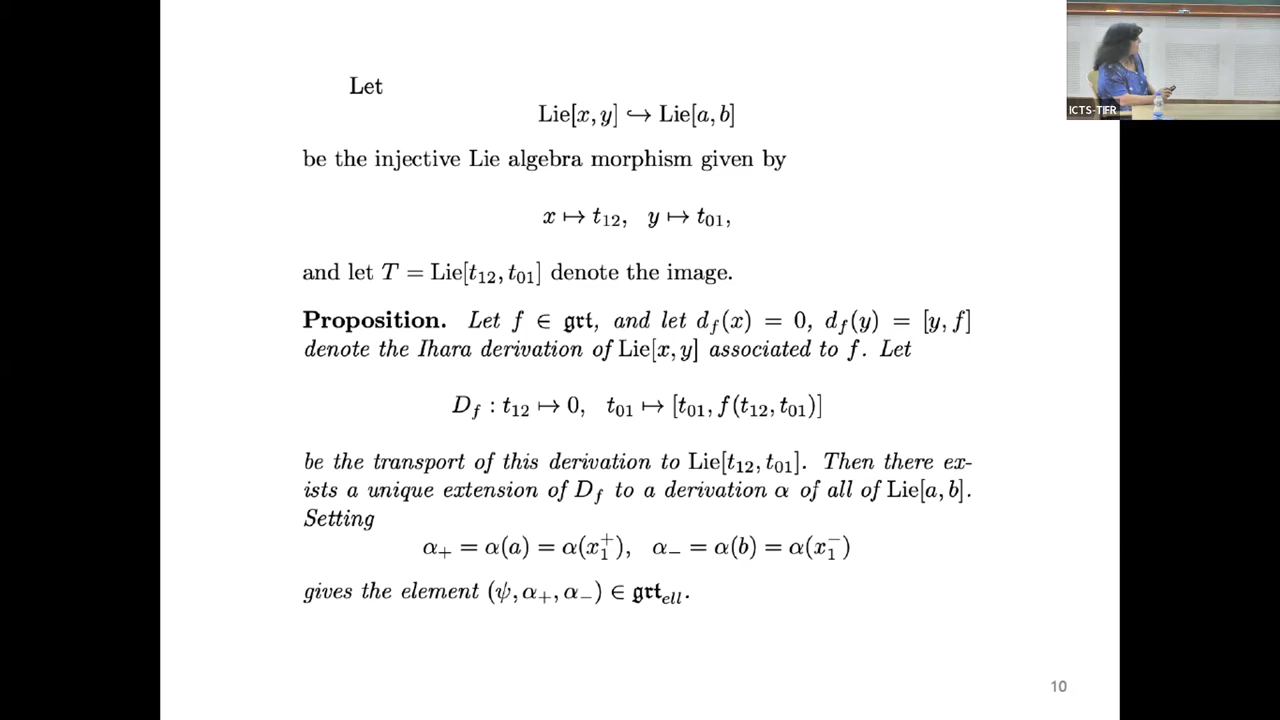 Let
Lie[x, y] ↪ Lie[a, b]
be the injective Lie algebra morphism given by
x ↦ t₁₂, y ↦ t₀₁,
and let T = Lie[t₁₂, t₀₁] denote the image.
Proposition. Let f ∈ 𝔤𝔯𝔱, and let d_f(x) = 0, d_f(y) = [y, f]
denote the Ihara derivation of Lie[x, y] associated to f. Let
D_f : t₁₂ ↦ 0, t₀₁ ↦ [t₀₁, f(t₁₂, t₀₁)]
be the transport of this derivation to Lie[t₁₂, t₀₁]. Then there ex-
ists a unique extension of D_f to a derivation α of all of Lie[a, b].
Setting
α₊ = α(a) = α(x₁⁺), α₋ = α(b) = α(x₁⁻)
gives the element (ψ, α₊, α₋) ∈ 𝔤𝔯𝔱_{ell}.
10
ICTS-TIFR